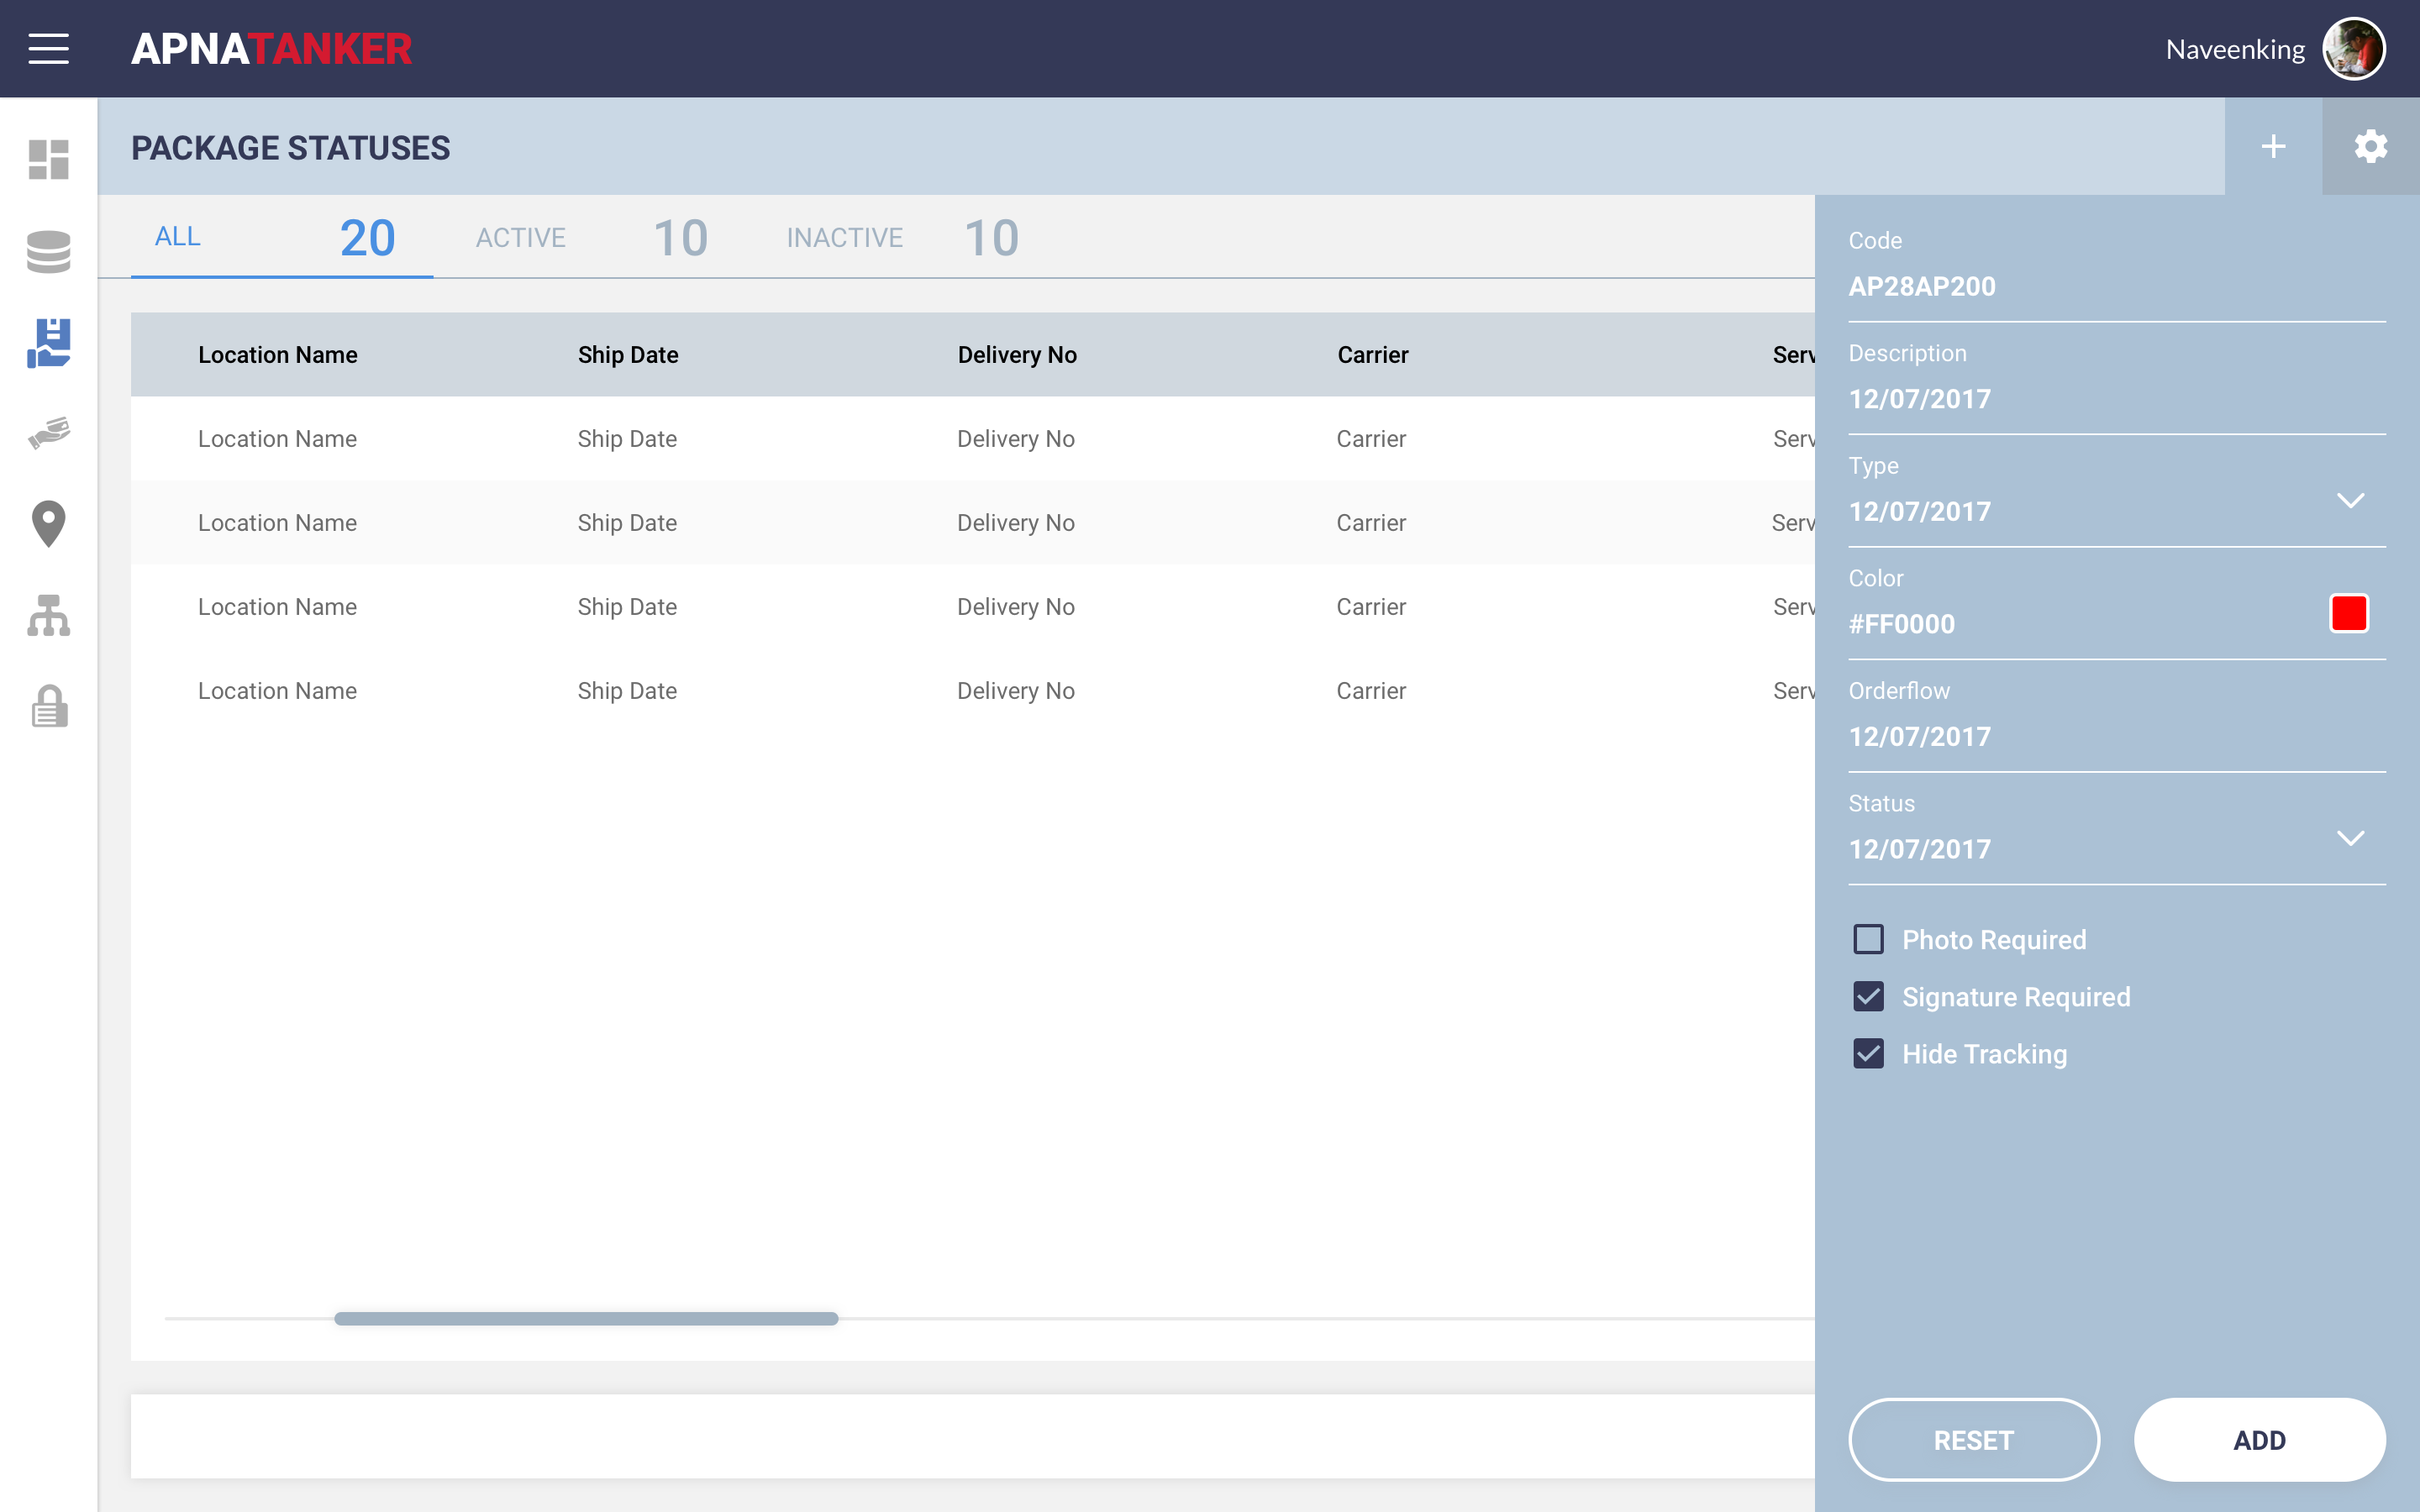 APNATANKER
Naveenking
PACKAGE STATUSES
ALL 20 ACTIVE 10 INACTIVE 10
Location Name Ship Date Delivery No Carrier Serv
Location Name Ship Date Delivery No Carrier Serv
Location Name Ship Date Delivery No Carrier Serv
Location Name Ship Date Delivery No Carrier Serv
Location Name Ship Date Delivery No Carrier Serv
Code
AP28AP200
Description
12/07/2017
Type
12/07/2017
Color
#FF0000
Orderflow
12/07/2017
Status
12/07/2017
Photo Required
Signature Required
Hide Tracking
RESET ADD